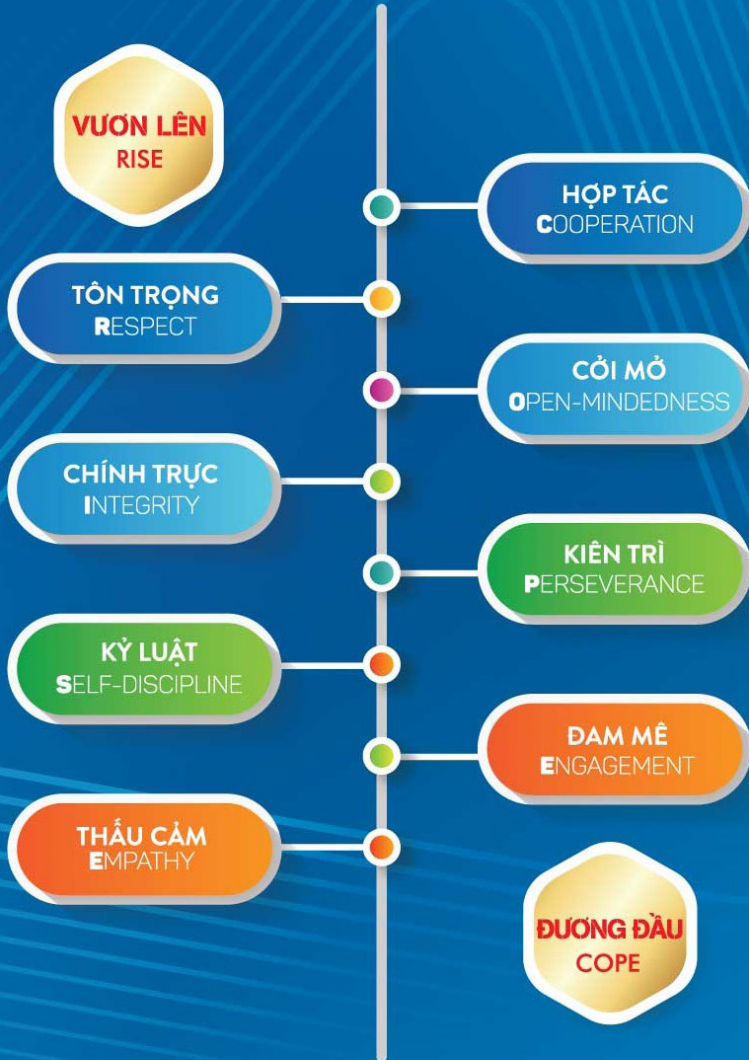 VƯƠN LÊN
RISE
TÔN TRỌNG
RESPECT
CHÍNH TRỰC
INTEGRITY
KỶ LUẬT
SELF-DISCIPLINE
THẤU CẢM
EMPATHY
HỢP TÁC
COOPERATION
CỞI MỞ
OPEN-MINDEDNESS
KIÊN TRÌ
PERSEVERANCE
ĐAM MÊ
ENGAGEMENT
ĐƯƠNG ĐẦU
COPE